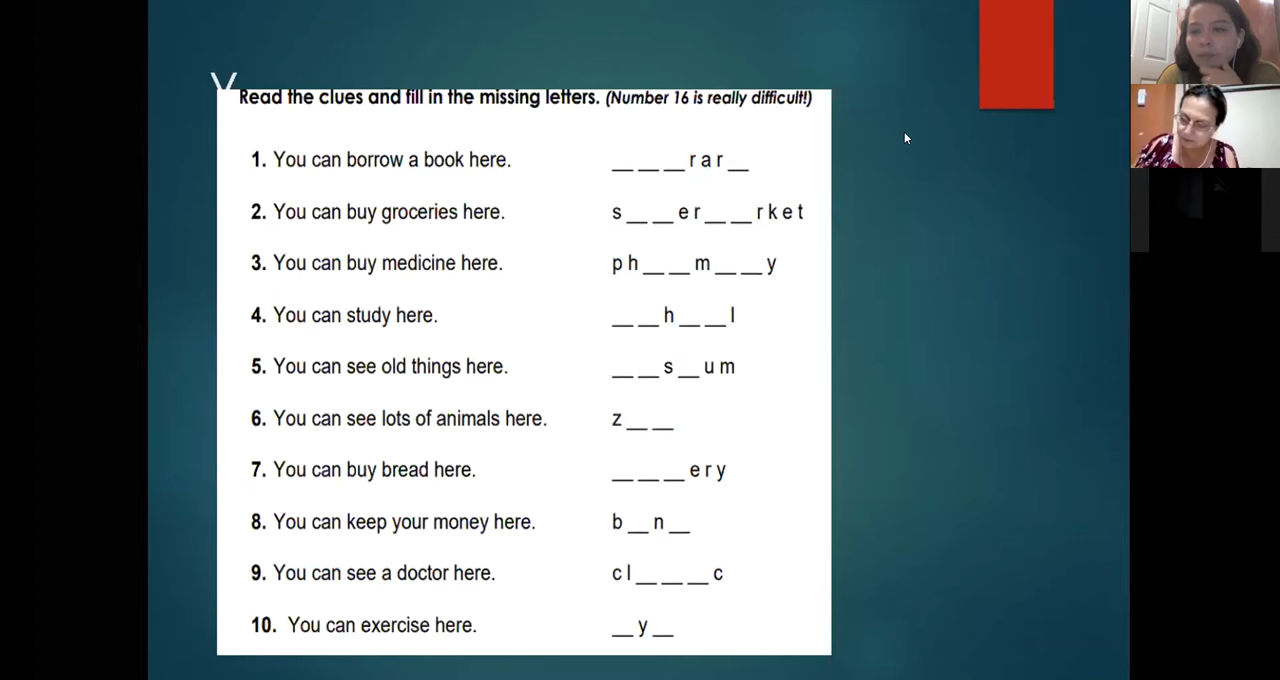 Read the clues and fill in the missing letters. (Number 16 is really difficult!)
1. You can borrow a book here. __ __ __ r a r __
2. You can buy groceries here. s __ __ e r __ __ r k e t
3. You can buy medicine here. p h __ __ m __ __ y
4. You can study here. __ __ h __ __ l
5. You can see old things here. __ __ s __ u m
6. You can see lots of animals here. z __ __
7. You can buy bread here. __ __ __ e r y
8. You can keep your money here. b __ n __
9. You can see a doctor here. c l __ __ __ c
10. You can exercise here. __ y __